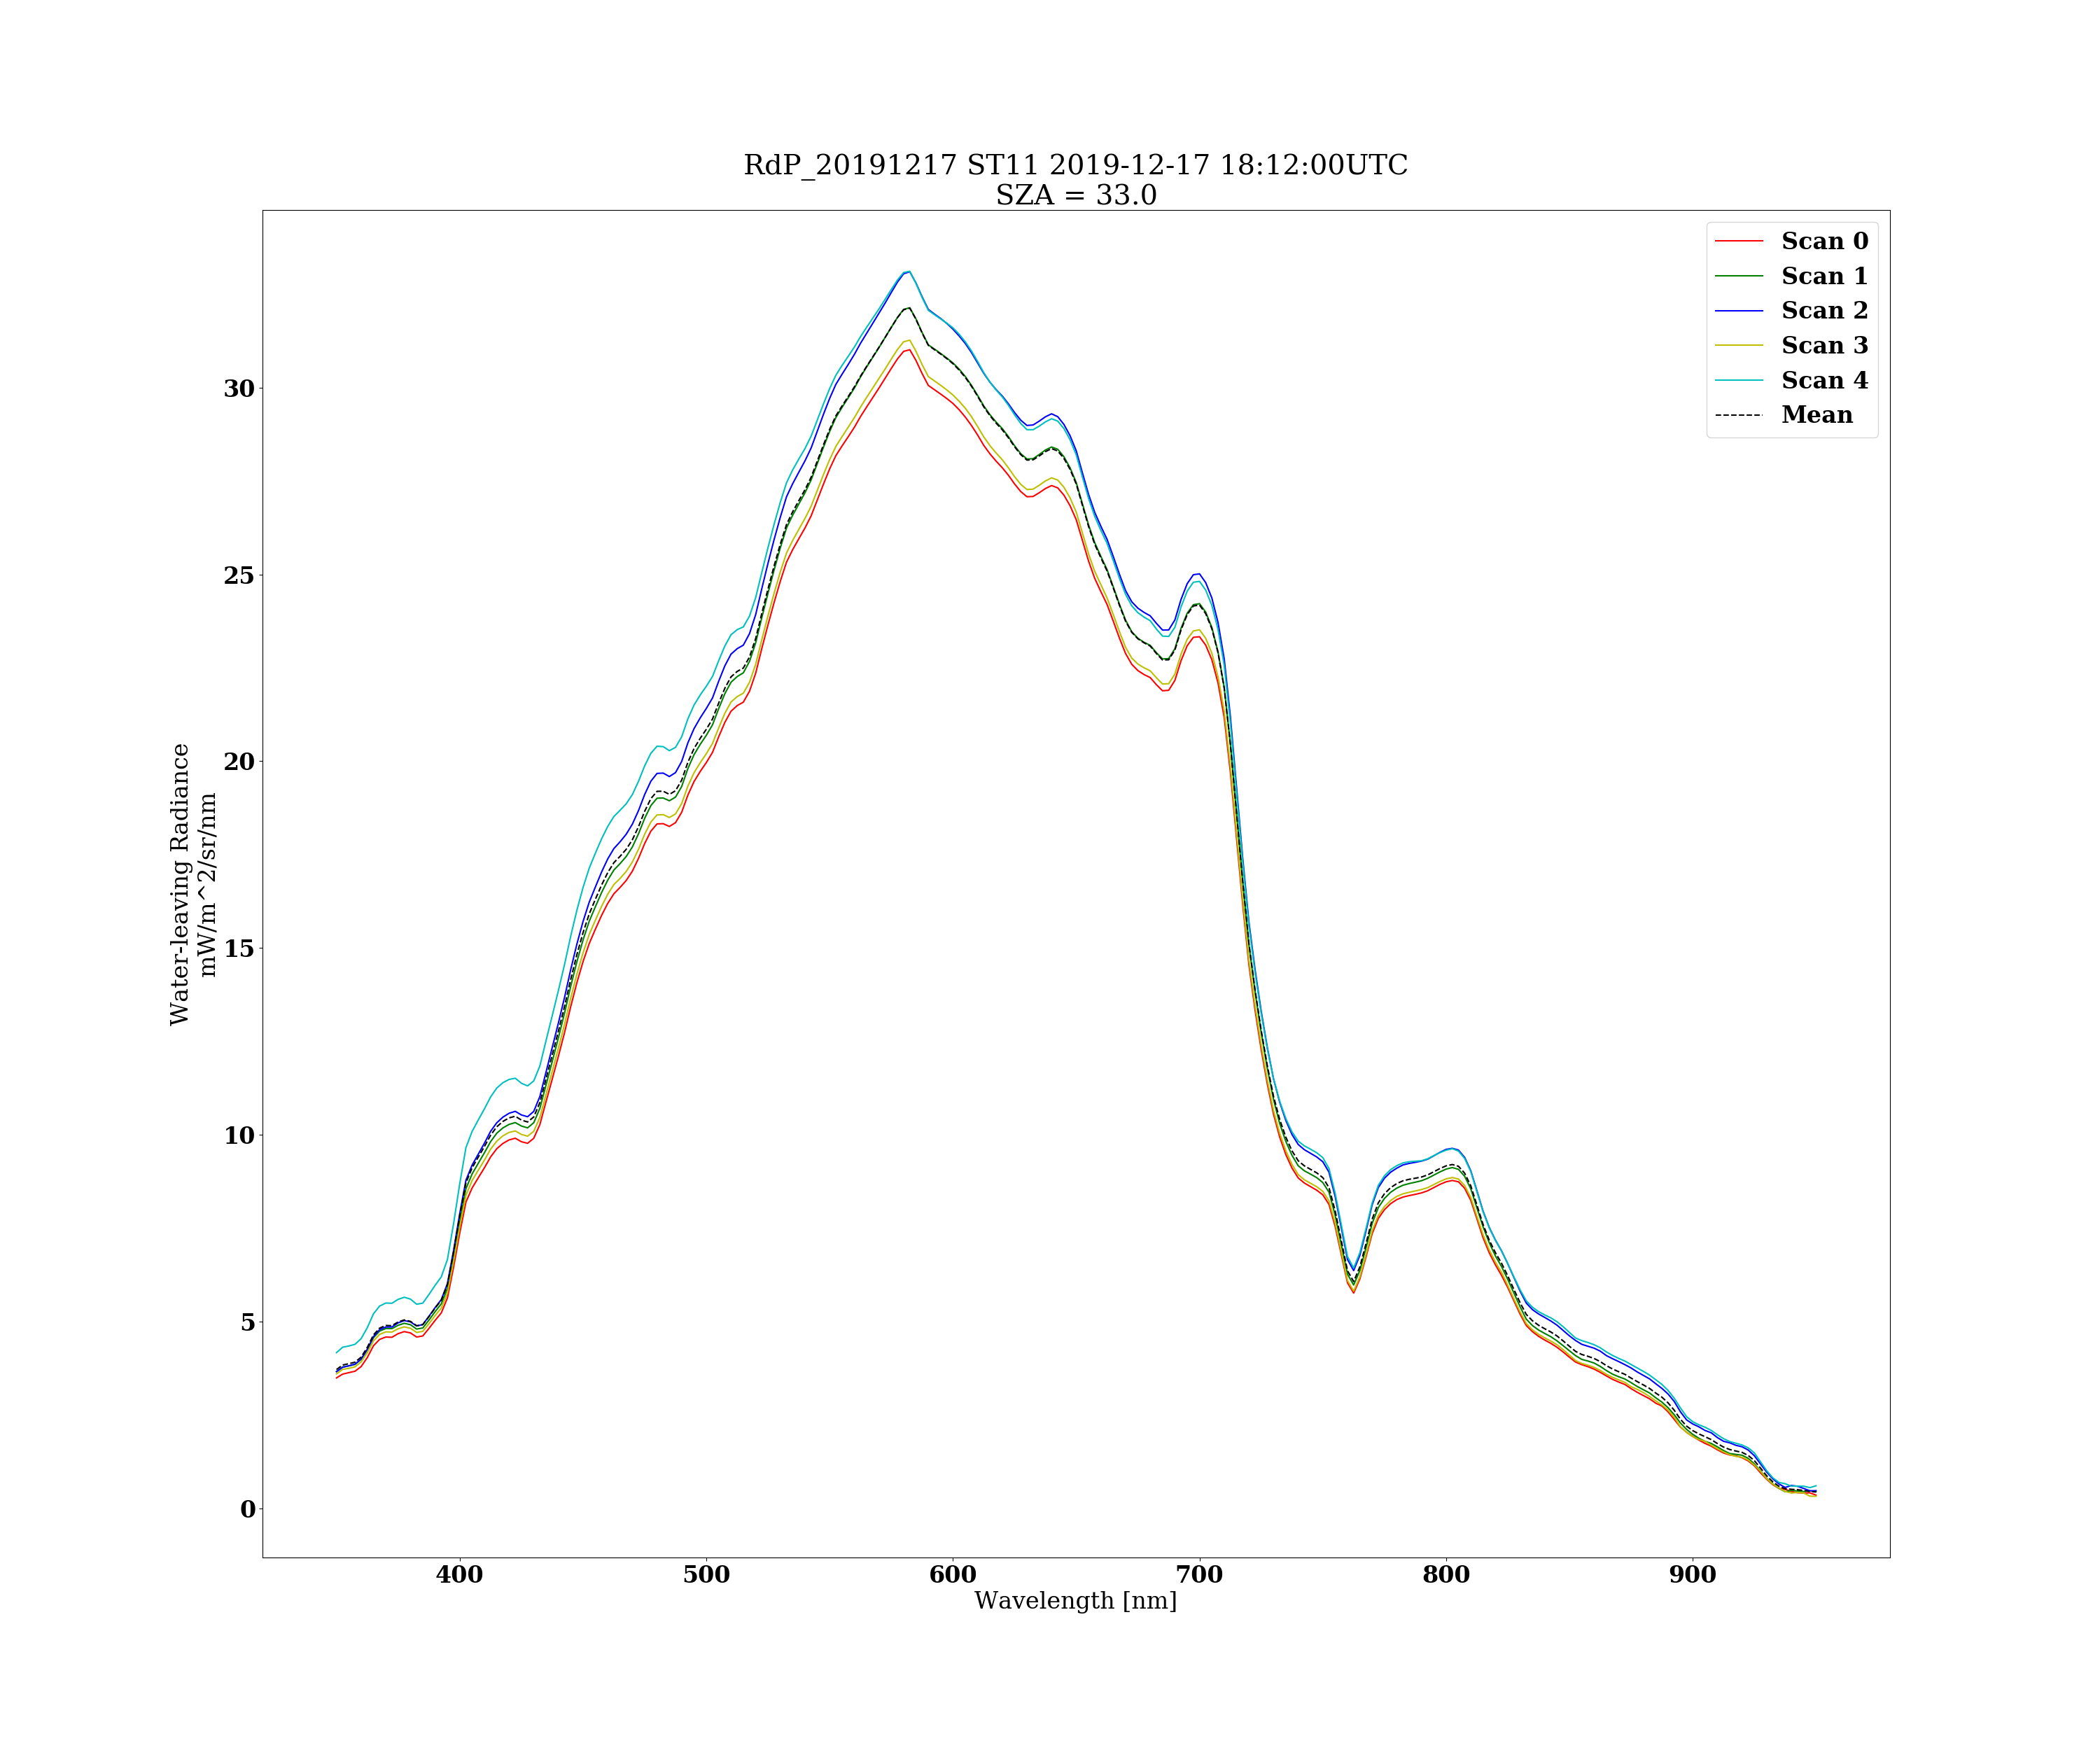 RdP_20191217 ST11 2019-12-17 18:12:00UTC
SZA = 33.0
Scan 0
Scan 1
Scan 2
Scan 3
Scan 4
Mean
Water-leaving Radiance
mW/m^2/sr/nm
30
25
20
15
10
5
0
400 500 600 700 800 900
Wavelength [nm]